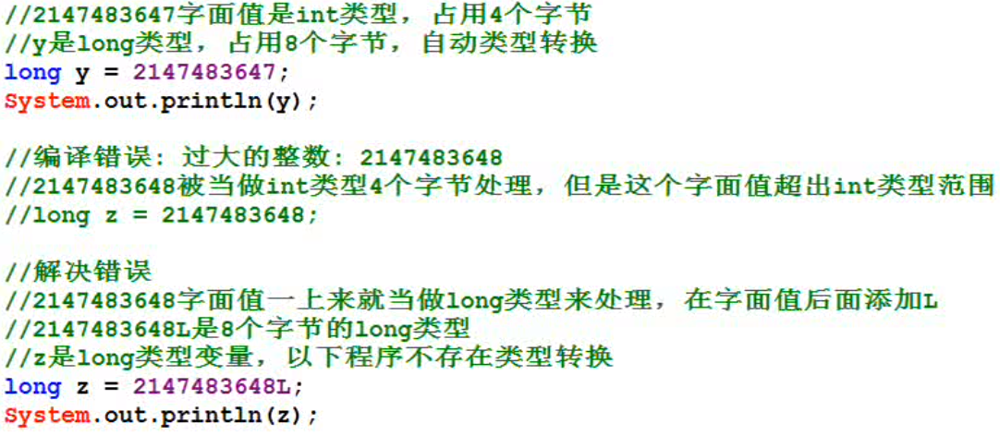 //2147483647字面值是int类型，占用4个字节
//y是long类型，占用8个字节，自动类型转换
long y = 2147483647;
System.out.println(y);
//编译错误：过大的整数：2147483648
//2147483648被当做int类型4个字节处理，但是这个字面值超出int类型范围
//long z = 2147483648;
//解决错误
//2147483648字面值一上来就当做long类型来处理，在字面值后面添加L
//2147483648L是8个字节的long类型
//z是long类型变量，以下程序不存在类型转换
long z = 2147483648L;
System.out.println(z);